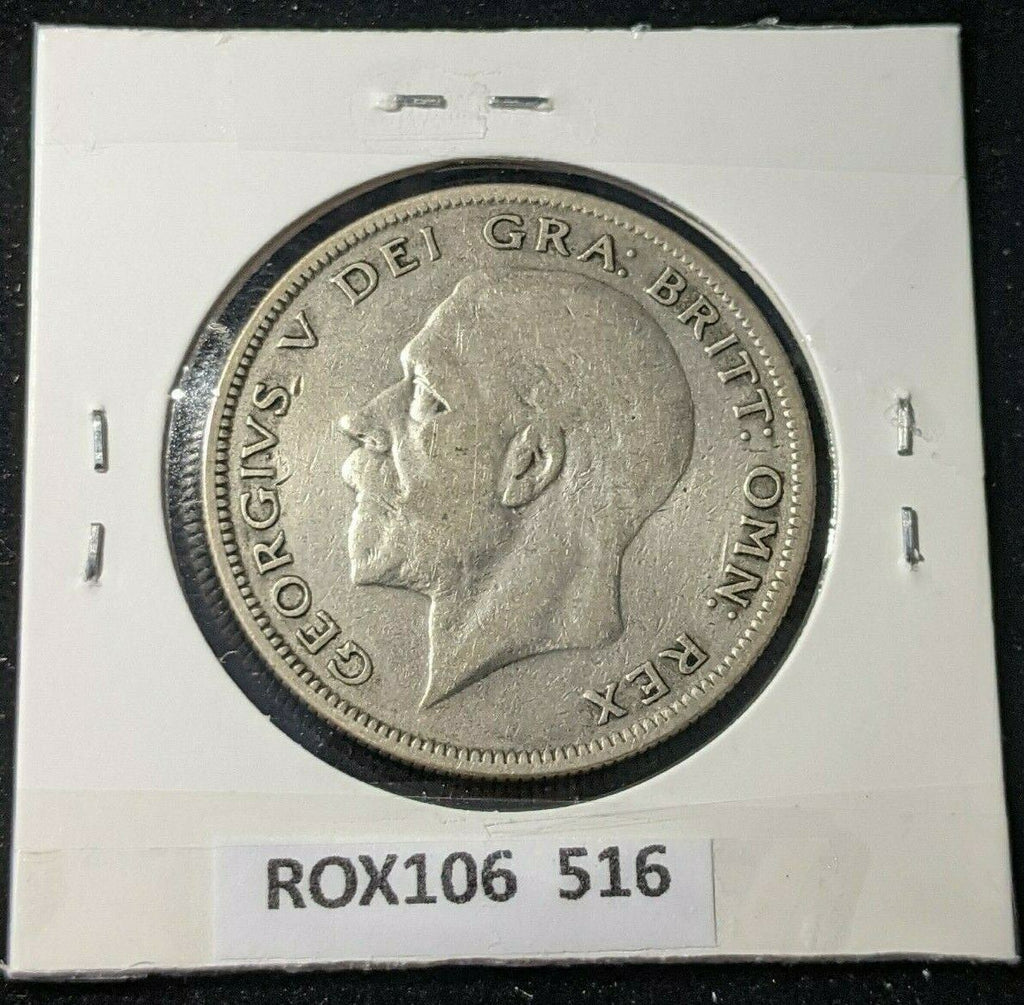 GEORGIVS V DEI GRA: BRITT: OMN: REX
ROX106 516